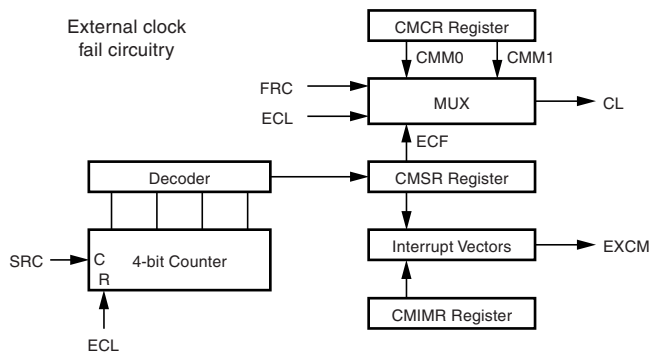 External clock
fail circuitry
CMCR Register
CMM0
CMM1
FRC
MUX
CL
ECL
ECF
Decoder
CMSR Register
SRC
C
4-bit Counter
R
Interrupt Vectors
EXCM
CMIMR Register
ECL